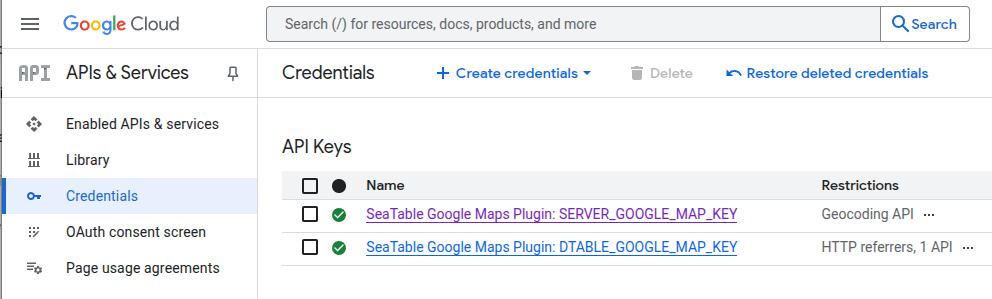 Google Cloud
Search (/) for resources, docs, products, and more
Search
API
APIs & Services
Credentials
Create credentials
Delete
Restore deleted credentials
Enabled APIs & services
Library
Credentials
OAuth consent screen
Page usage agreements
API Keys
Name Restrictions
SeaTable Google Maps Plugin: SERVER_GOOGLE_MAP_KEY Geocoding API ...
SeaTable Google Maps Plugin: DTABLE_GOOGLE_MAP_KEY HTTP referrers, 1 API ...